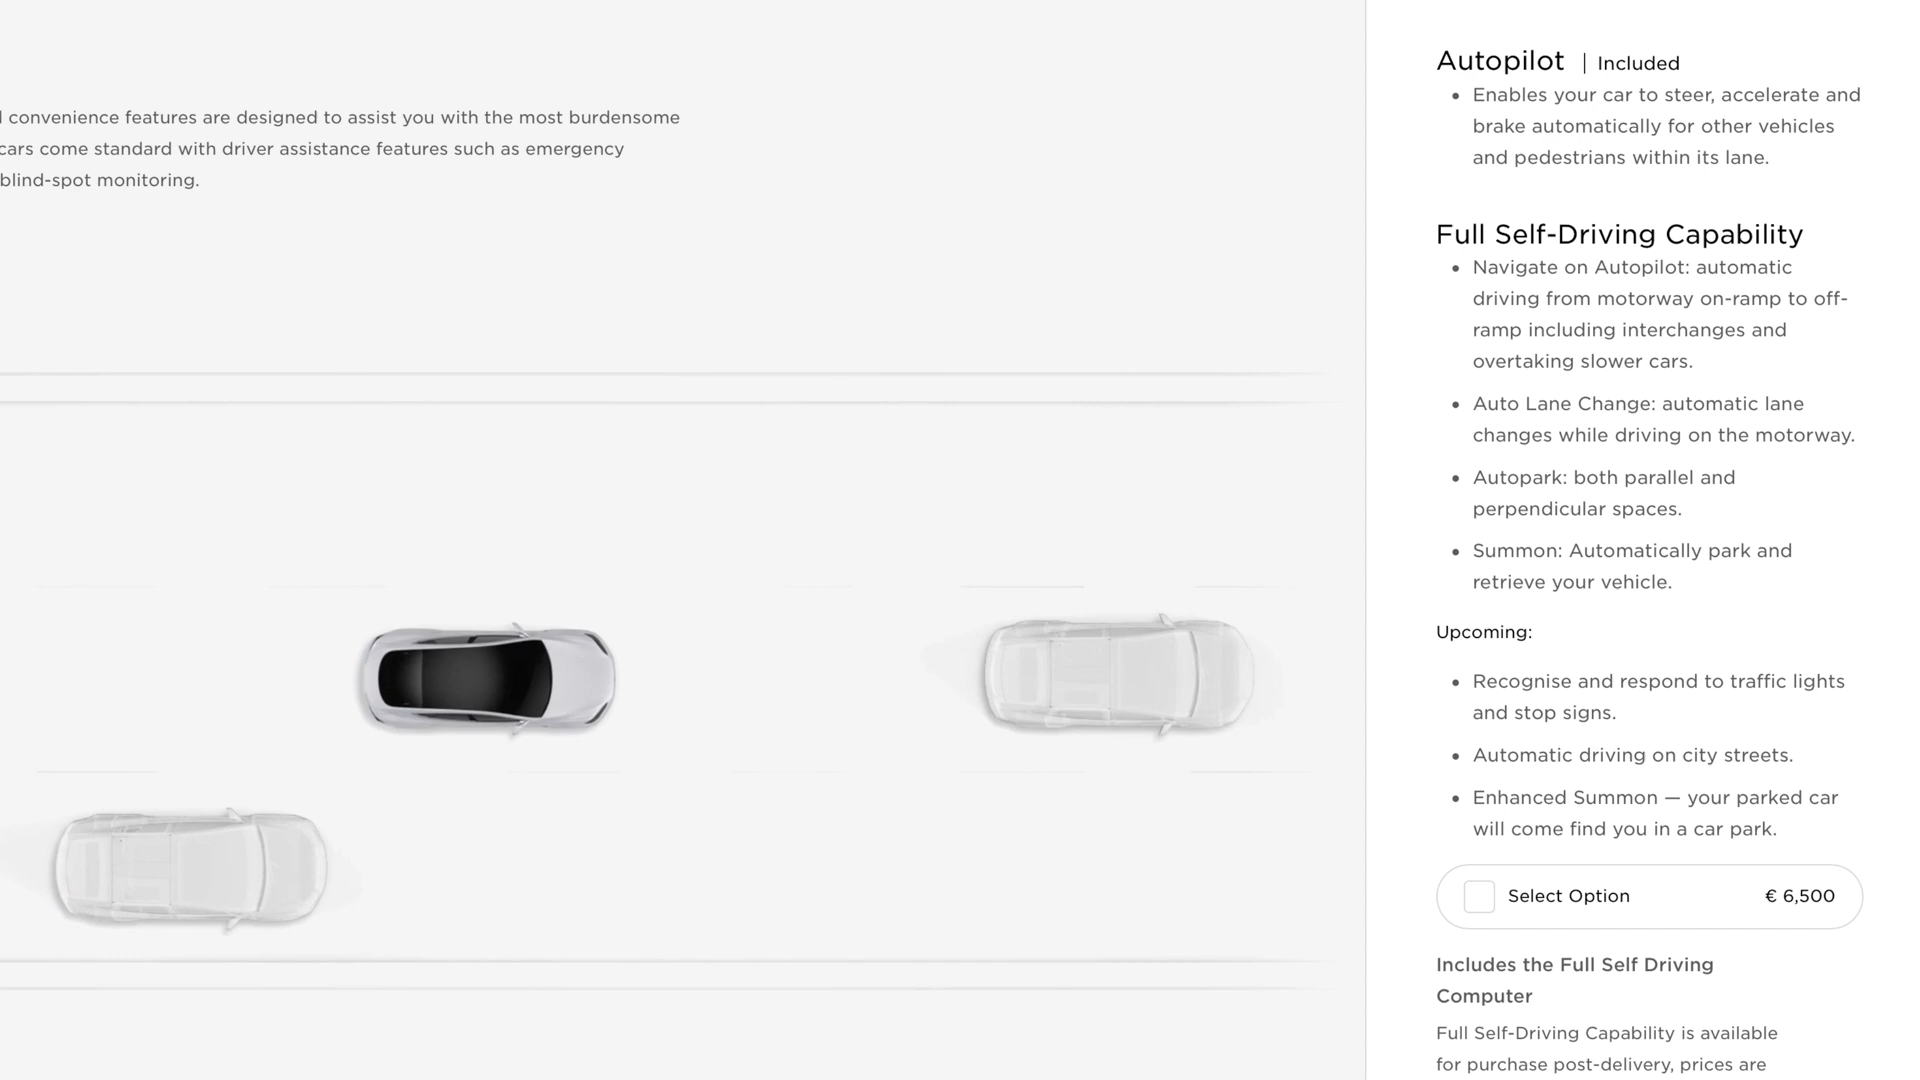 convenience features are designed to assist you with the most burdensome
cars come standard with driver assistance features such as emergency
blind-spot monitoring.
Autopilot | Included
• Enables your car to steer, accelerate and
brake automatically for other vehicles
and pedestrians within its lane.
Full Self-Driving Capability
• Navigate on Autopilot: automatic
driving from motorway on-ramp to off-
ramp including interchanges and
overtaking slower cars.
• Auto Lane Change: automatic lane
changes while driving on the motorway.
• Autopark: both parallel and
perpendicular spaces.
• Summon: Automatically park and
retrieve your vehicle.
Upcoming:
• Recognise and respond to traffic lights
and stop signs.
• Automatic driving on city streets.
• Enhanced Summon — your parked car
will come find you in a car park.
Select Option € 6,500
Includes the Full Self Driving
Computer
Full Self-Driving Capability is available
for purchase post-delivery, prices are